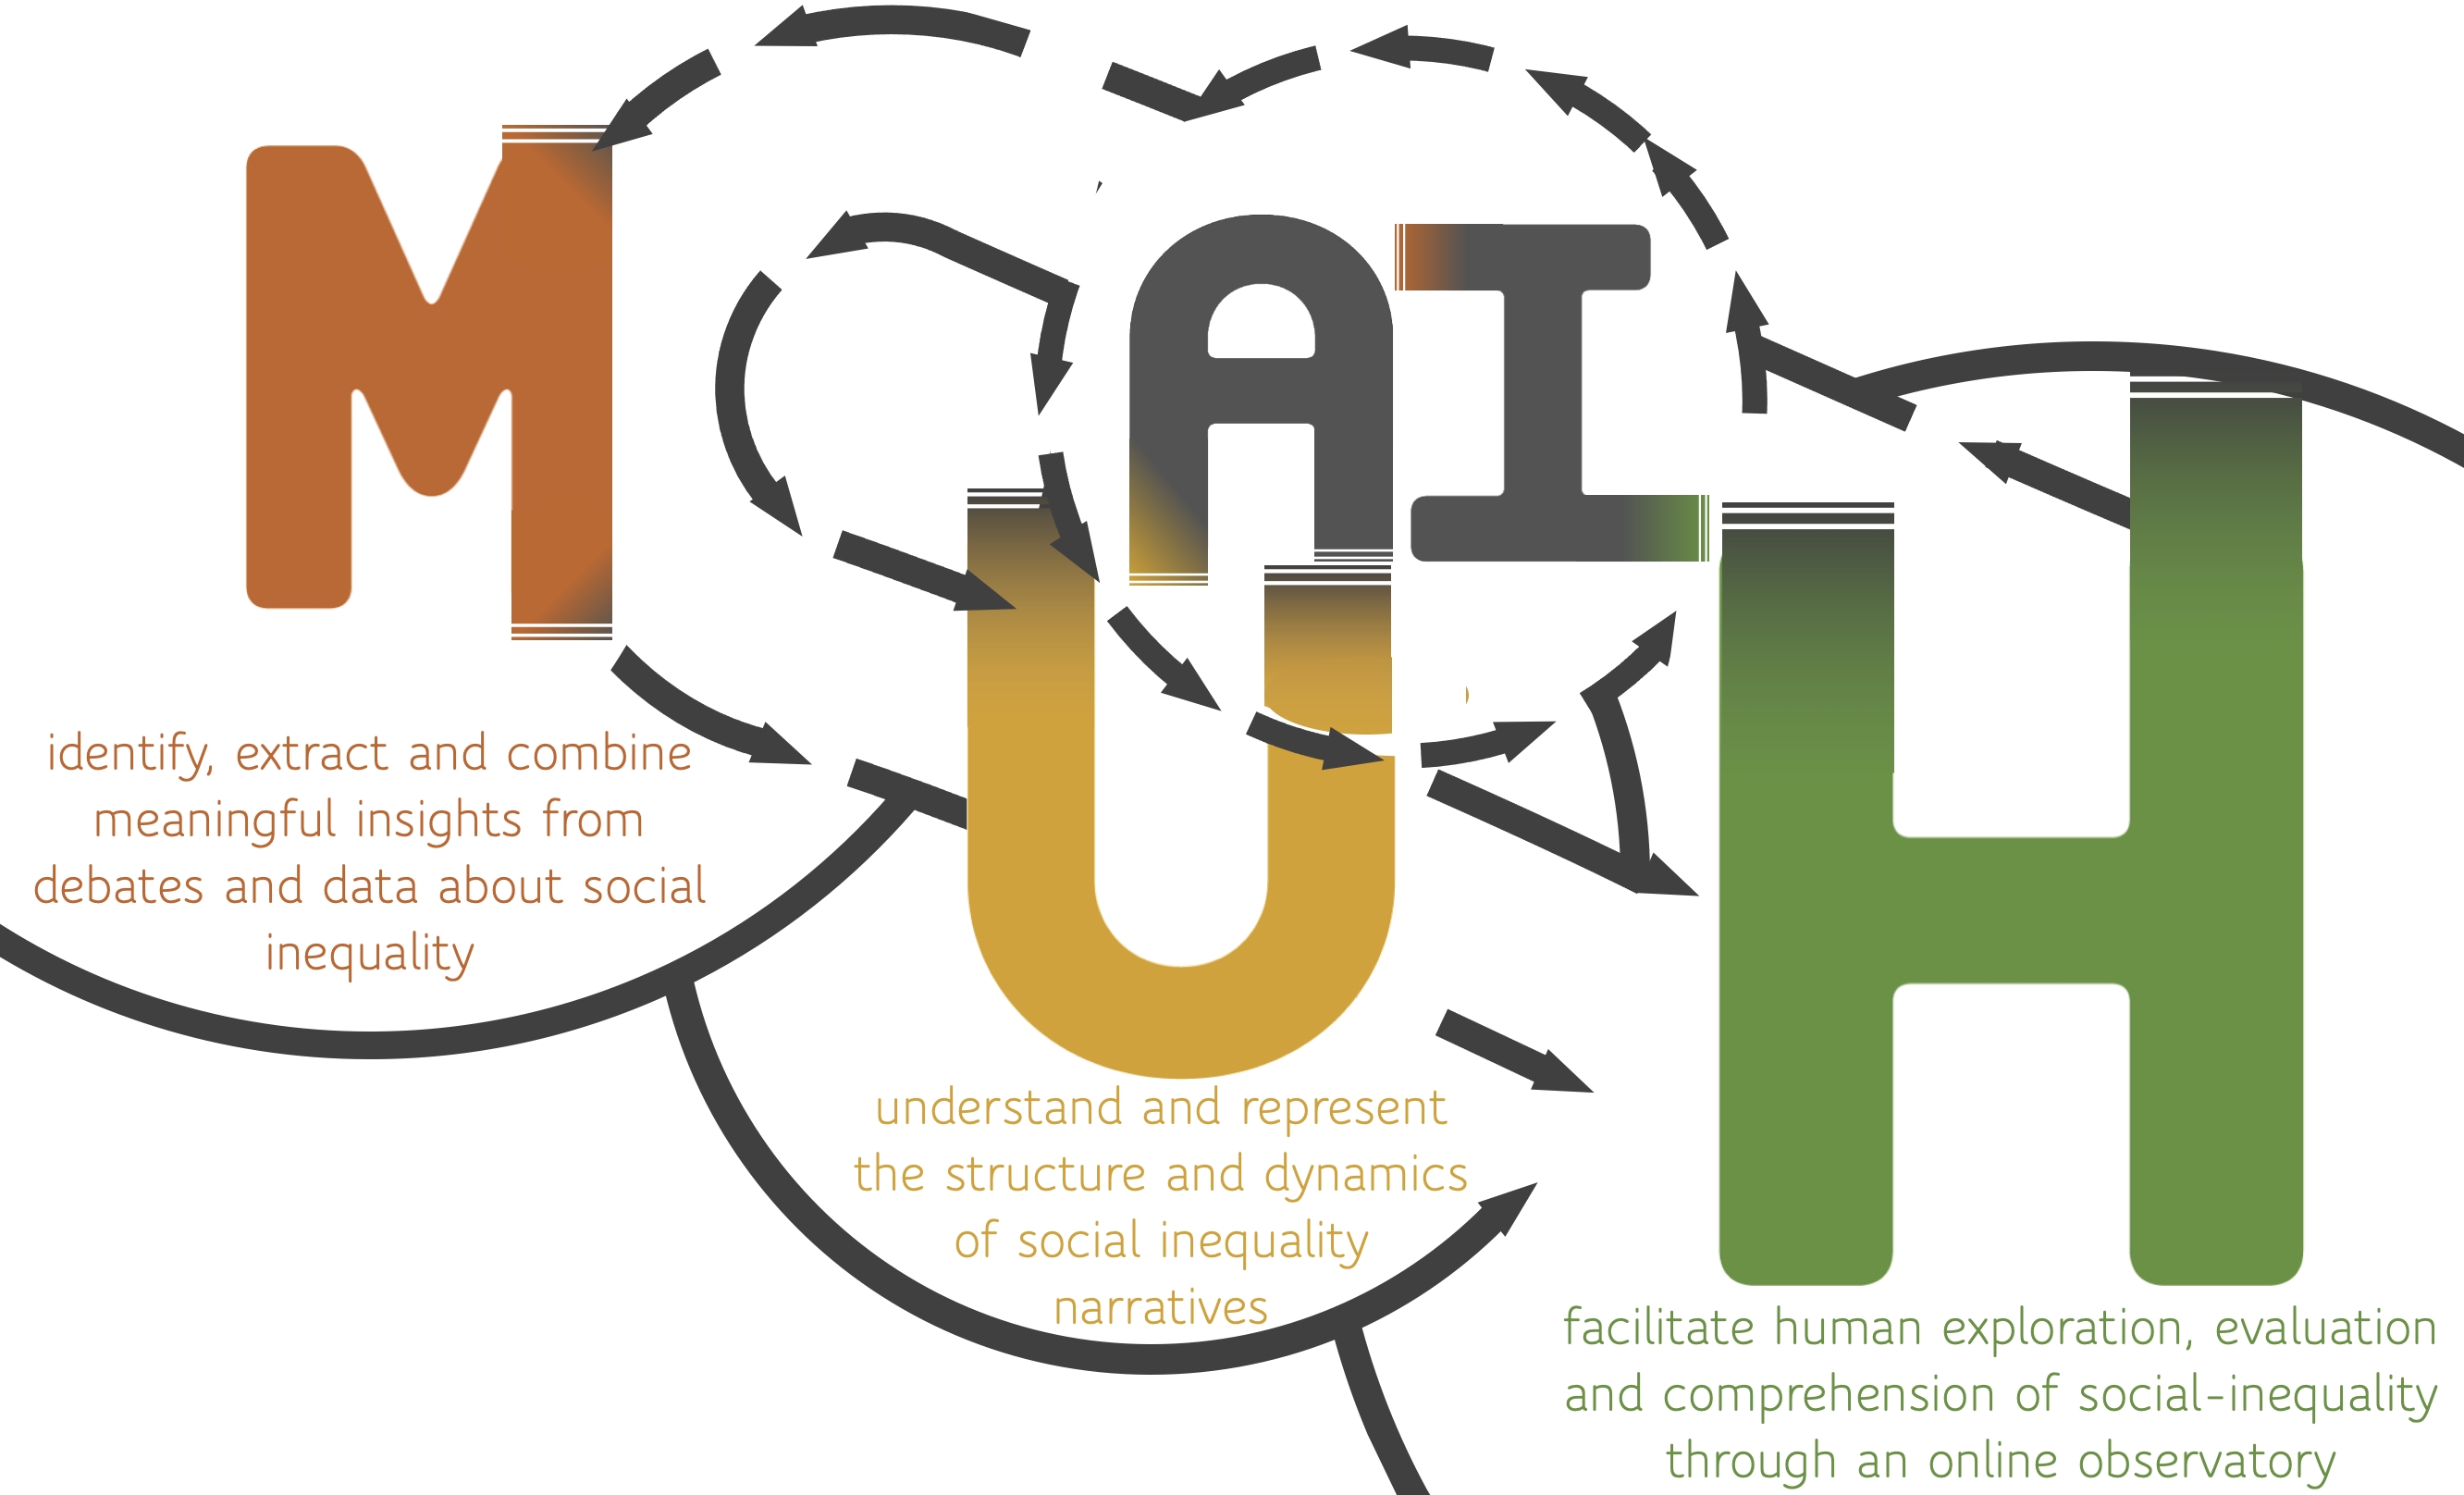 M
AI
U
H
identify, extract and combine
meaningful insights from
debates and data about social
inequality
understand and represent
the structure and dynamics
of social inequality
narratives
facilitate human exploration, evaluation
and comprehension of social-inequality
through an online observatory